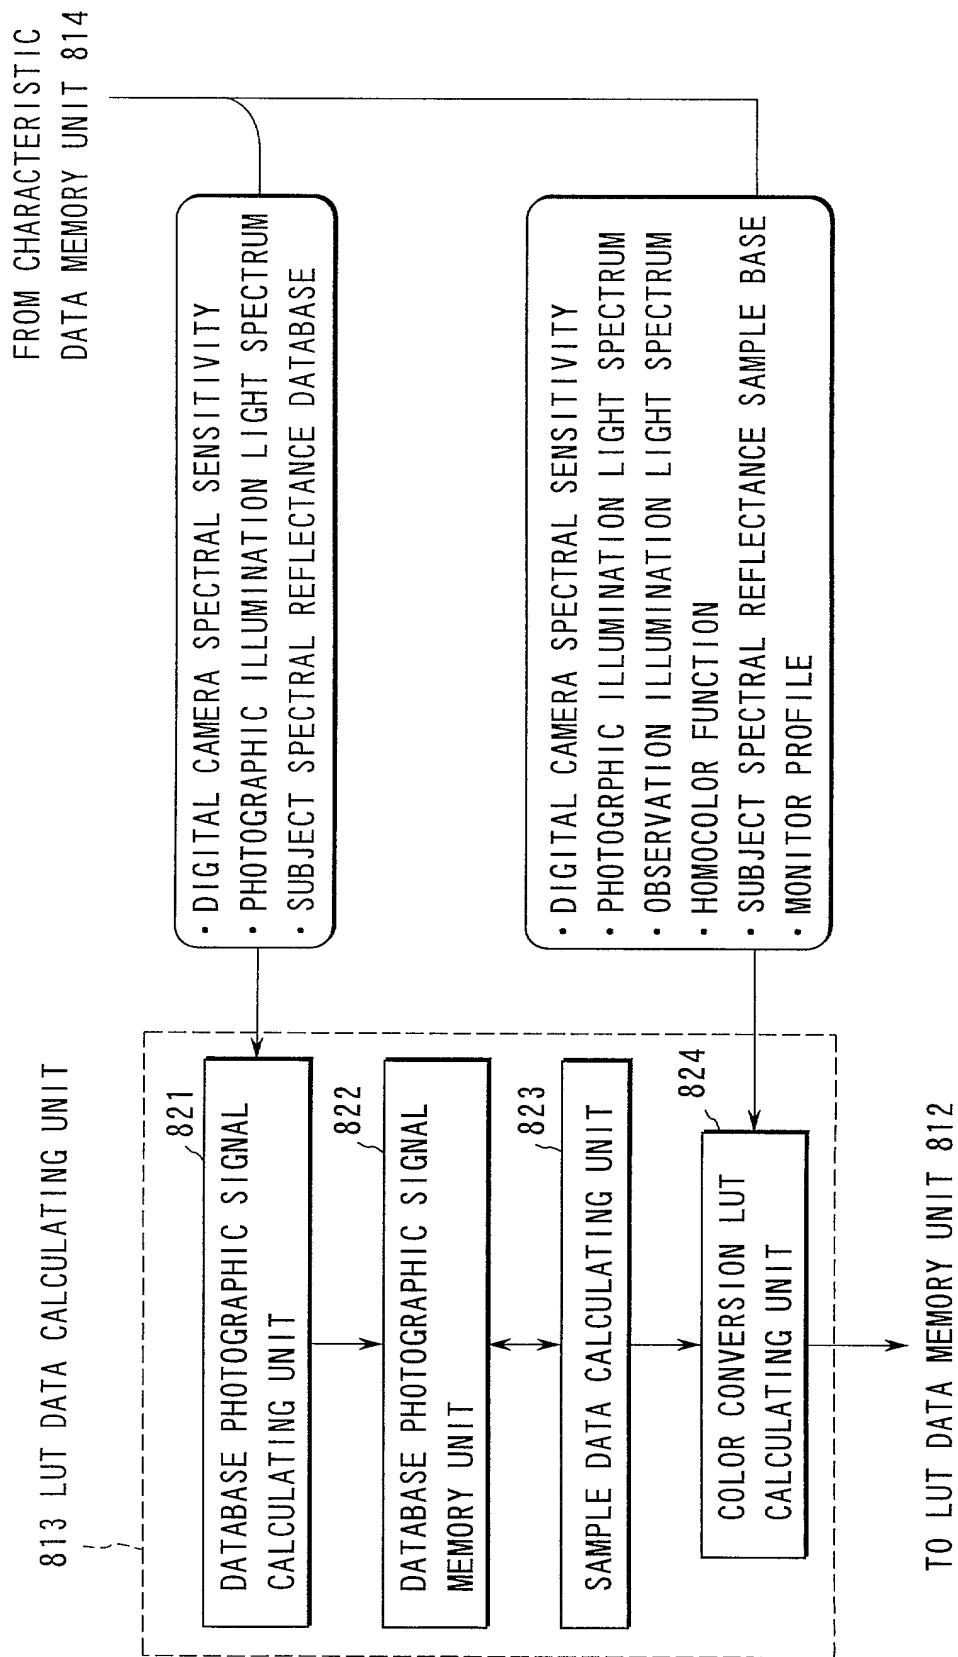 FROM CHARACTERISTIC
DATA MEMORY UNIT 814
• DIGITAL CAMERA SPECTRAL SENSITIVITY
• PHOTOGRAPHIC ILLUMINATION LIGHT SPECTRUM
• SUBJECT SPECTRAL REFLECTANCE DATABASE
• DIGITAL CAMERA SPECTRAL SENSITIVITY
• PHOTOGRPHIC ILLUMINATION LIGHT SPECTRUM
• OBSERVATION ILLUMINATION LIGHT SPECTRUM
• HOMOCOLOR FUNCTION
• SUBJECT SPECTRAL REFLECTANCE SAMPLE BASE
• MONITOR PROFILE
813 LUT DATA CALCULATING UNIT
821
DATABASE PHOTOGRAPHIC SIGNAL
CALCULATING UNIT
822
DATABASE PHOTOGRAPHIC SIGNAL
MEMORY UNIT
823
SAMPLE DATA CALCULATING UNIT
824
COLOR CONVERSION LUT
CALCULATING UNIT
TO LUT DATA MEMORY UNIT 812